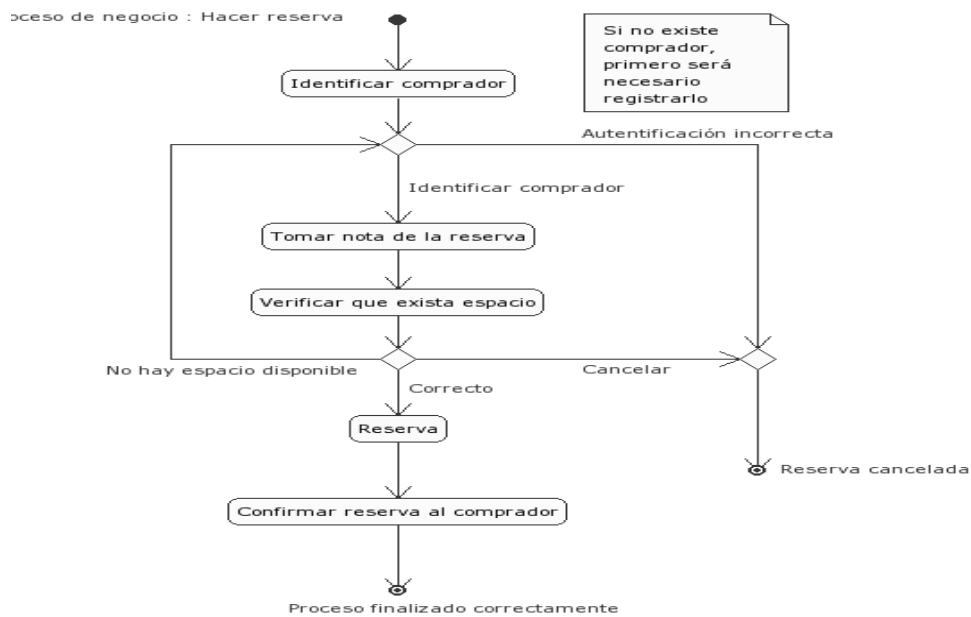 oceso de negocio : Hacer reserva
Si no existe
comprador,
primero será
necesario
registrarlo
Identificar comprador
Autentificación incorrecta
Identificar comprador
Tomar nota de la reserva
Verificar que exista espacio
No hay espacio disponible
Cancelar
Correcto
Reserva
Reserva cancelada
Confirmar reserva al comprador
Proceso finalizado correctamente